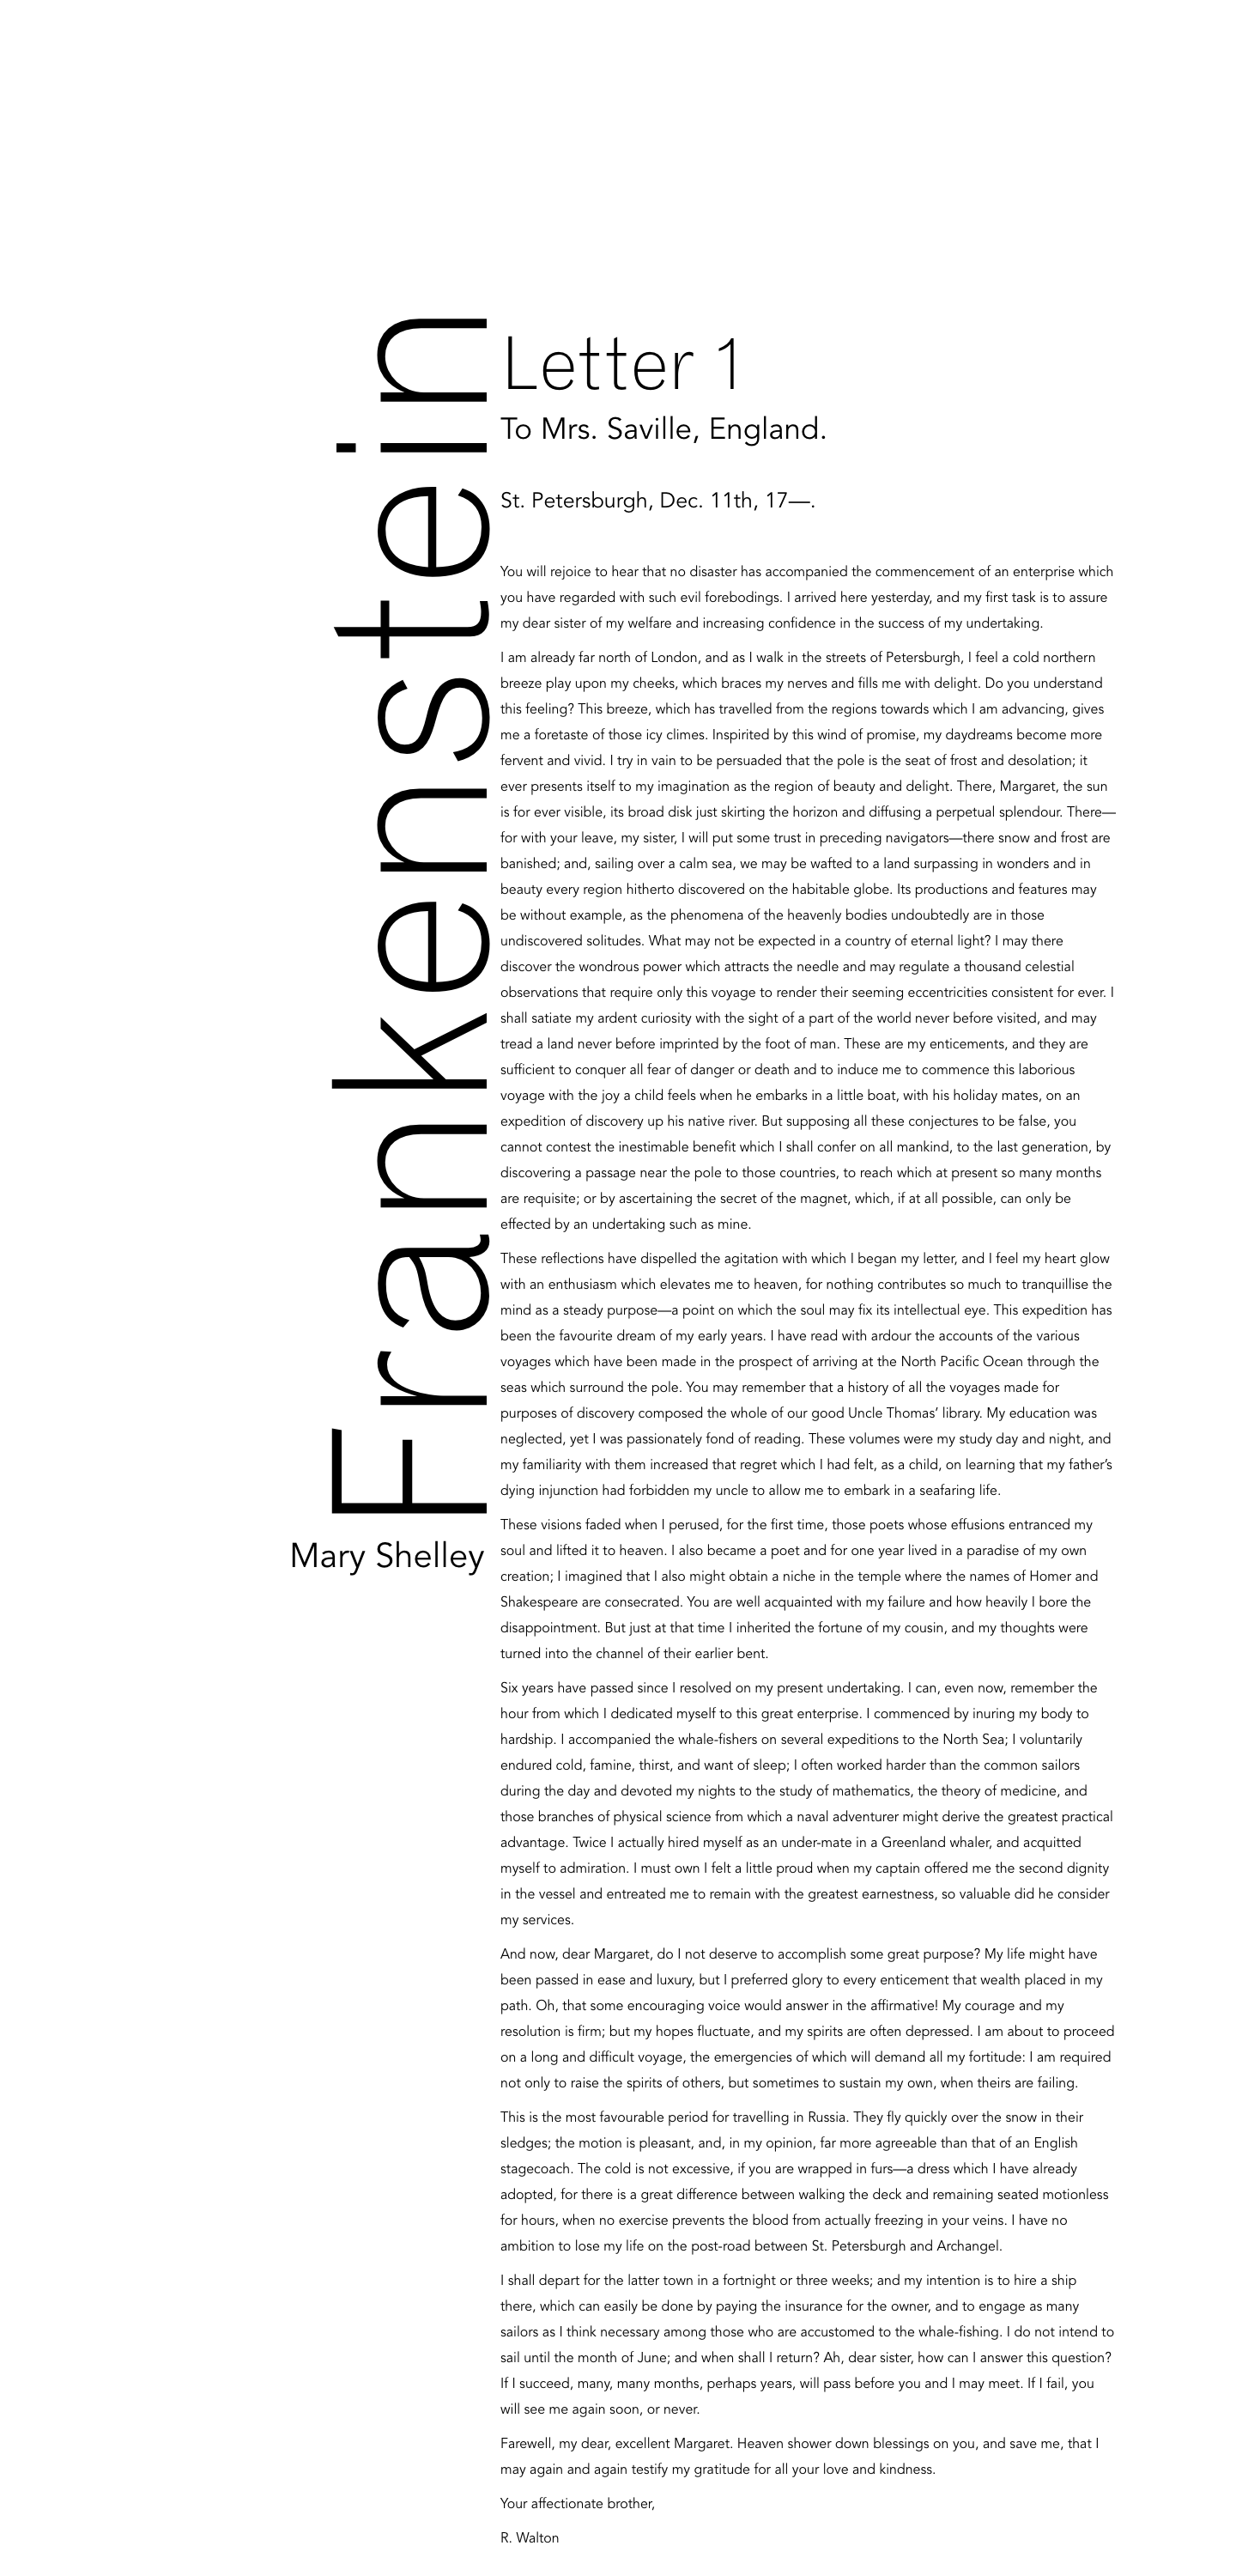 Frankenstein
Mary Shelley
Letter 1
To Mrs. Saville, England.
St. Petersburgh, Dec. 11th, 17—.
You will rejoice to hear that no disaster has accompanied the commencement of an enterprise which
you have regarded with such evil forebodings. I arrived here yesterday, and my first task is to assure
my dear sister of my welfare and increasing confidence in the success of my undertaking.
I am already far north of London, and as I walk in the streets of Petersburgh, I feel a cold northern
breeze play upon my cheeks, which braces my nerves and fills me with delight. Do you understand
this feeling? This breeze, which has travelled from the regions towards which I am advancing, gives
me a foretaste of those icy climes. Inspirited by this wind of promise, my daydreams become more
fervent and vivid. I try in vain to be persuaded that the pole is the seat of frost and desolation; it
ever presents itself to my imagination as the region of beauty and delight. There, Margaret, the sun
is for ever visible, its broad disk just skirting the horizon and diffusing a perpetual splendour. There—
for with your leave, my sister, I will put some trust in preceding navigators—there snow and frost are
banished; and, sailing over a calm sea, we may be wafted to a land surpassing in wonders and in
beauty every region hitherto discovered on the habitable globe. Its productions and features may
be without example, as the phenomena of the heavenly bodies undoubtedly are in those
undiscovered solitudes. What may not be expected in a country of eternal light? I may there
discover the wondrous power which attracts the needle and may regulate a thousand celestial
observations that require only this voyage to render their seeming eccentricities consistent for ever. I
shall satiate my ardent curiosity with the sight of a part of the world never before visited, and may
tread a land never before imprinted by the foot of man. These are my enticements, and they are
sufficient to conquer all fear of danger or death and to induce me to commence this laborious
voyage with the joy a child feels when he embarks in a little boat, with his holiday mates, on an
expedition of discovery up his native river. But supposing all these conjectures to be false, you
cannot contest the inestimable benefit which I shall confer on all mankind, to the last generation, by
discovering a passage near the pole to those countries, to reach which at present so many months
are requisite; or by ascertaining the secret of the magnet, which, if at all possible, can only be
effected by an undertaking such as mine.
These reflections have dispelled the agitation with which I began my letter, and I feel my heart glow
with an enthusiasm which elevates me to heaven, for nothing contributes so much to tranquillise the
mind as a steady purpose—a point on which the soul may fix its intellectual eye. This expedition has
been the favourite dream of my early years. I have read with ardour the accounts of the various
voyages which have been made in the prospect of arriving at the North Pacific Ocean through the
seas which surround the pole. You may remember that a history of all the voyages made for
purposes of discovery composed the whole of our good Uncle Thomas’ library. My education was
neglected, yet I was passionately fond of reading. These volumes were my study day and night, and
my familiarity with them increased that regret which I had felt, as a child, on learning that my father’s
dying injunction had forbidden my uncle to allow me to embark in a seafaring life.
These visions faded when I perused, for the first time, those poets whose effusions entranced my
soul and lifted it to heaven. I also became a poet and for one year lived in a paradise of my own
creation; I imagined that I also might obtain a niche in the temple where the names of Homer and
Shakespeare are consecrated. You are well acquainted with my failure and how heavily I bore the
disappointment. But just at that time I inherited the fortune of my cousin, and my thoughts were
turned into the channel of their earlier bent.
Six years have passed since I resolved on my present undertaking. I can, even now, remember the
hour from which I dedicated myself to this great enterprise. I commenced by inuring my body to
hardship. I accompanied the whale-fishers on several expeditions to the North Sea; I voluntarily
endured cold, famine, thirst, and want of sleep; I often worked harder than the common sailors
during the day and devoted my nights to the study of mathematics, the theory of medicine, and
those branches of physical science from which a naval adventurer might derive the greatest practical
advantage. Twice I actually hired myself as an under-mate in a Greenland whaler, and acquitted
myself to admiration. I must own I felt a little proud when my captain offered me the second dignity
in the vessel and entreated me to remain with the greatest earnestness, so valuable did he consider
my services.
And now, dear Margaret, do I not deserve to accomplish some great purpose? My life might have
been passed in ease and luxury, but I preferred glory to every enticement that wealth placed in my
path. Oh, that some encouraging voice would answer in the affirmative! My courage and my
resolution is firm; but my hopes fluctuate, and my spirits are often depressed. I am about to proceed
on a long and difficult voyage, the emergencies of which will demand all my fortitude: I am required
not only to raise the spirits of others, but sometimes to sustain my own, when theirs are failing.
This is the most favourable period for travelling in Russia. They fly quickly over the snow in their
sledges; the motion is pleasant, and, in my opinion, far more agreeable than that of an English
stagecoach. The cold is not excessive, if you are wrapped in furs—a dress which I have already
adopted, for there is a great difference between walking the deck and remaining seated motionless
for hours, when no exercise prevents the blood from actually freezing in your veins. I have no
ambition to lose my life on the post-road between St. Petersburgh and Archangel.
I shall depart for the latter town in a fortnight or three weeks; and my intention is to hire a ship
there, which can easily be done by paying the insurance for the owner, and to engage as many
sailors as I think necessary among those who are accustomed to the whale-fishing. I do not intend to
sail until the month of June; and when shall I return? Ah, dear sister, how can I answer this question?
If I succeed, many, many months, perhaps years, will pass before you and I may meet. If I fail, you
will see me again soon, or never.
Farewell, my dear, excellent Margaret. Heaven shower down blessings on you, and save me, that I
may again and again testify my gratitude for all your love and kindness.
Your affectionate brother,
R. Walton